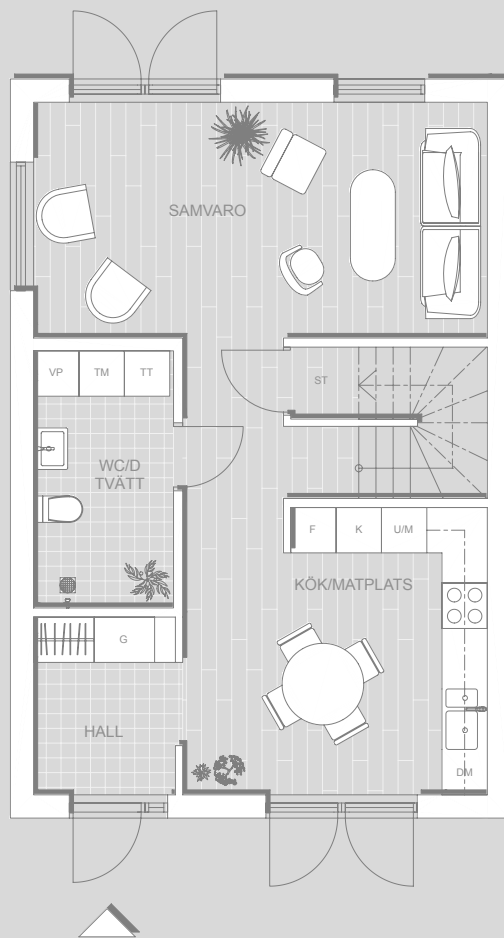 SAMVARO
VP TM TT
ST
WC/D
TVÄTT
F K U/M
KÖK/MATPLATS
G
HALL
DM